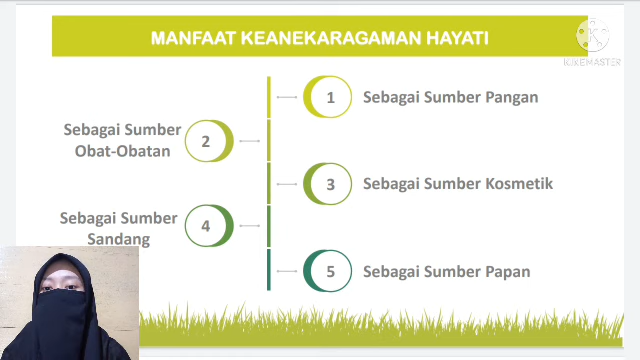 MANFAAT KEANEKARAGAMAN HAYATI
K
KINEMASTER
1
Sebagai Sumber Pangan
Sebagai Sumber
Obat-Obatan
2
3
Sebagai Sumber Kosmetik
Sebagai Sumber
Sandang
4
5
Sebagai Sumber Papan